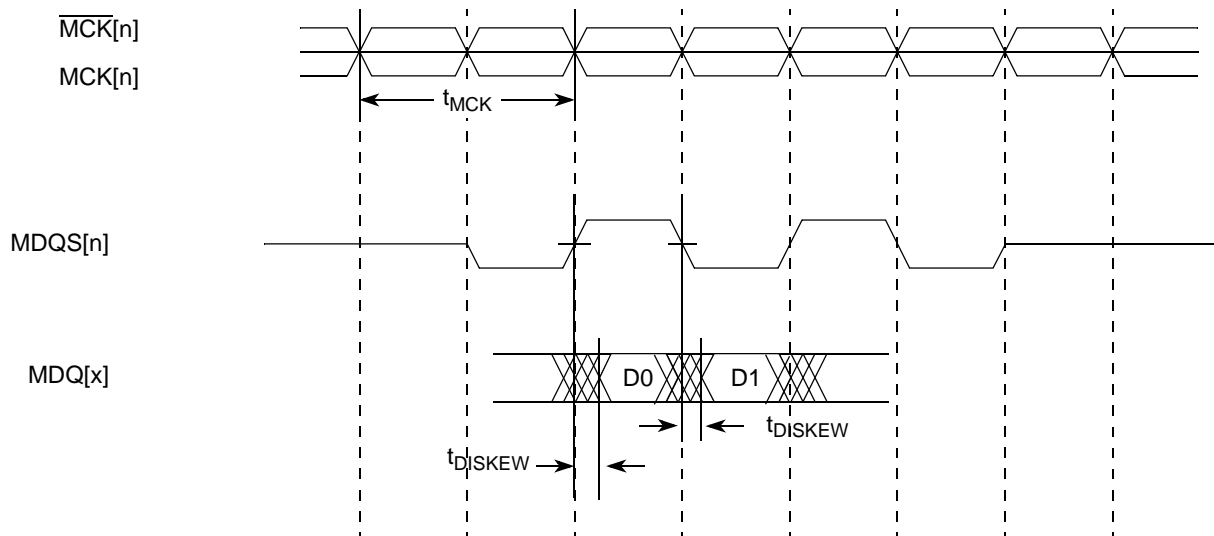 MCK[n]
MCK[n]
tMCK
MDQS[n]
MDQ[x]
D0
D1
tDISKEW
tDISKEW